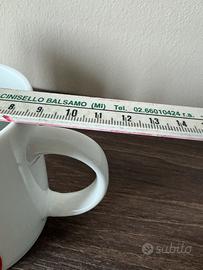 CINISELLO BALSAMO (MI) Tel. 02 66010424 r.a.
8 9 10 11 12 13 14
subito